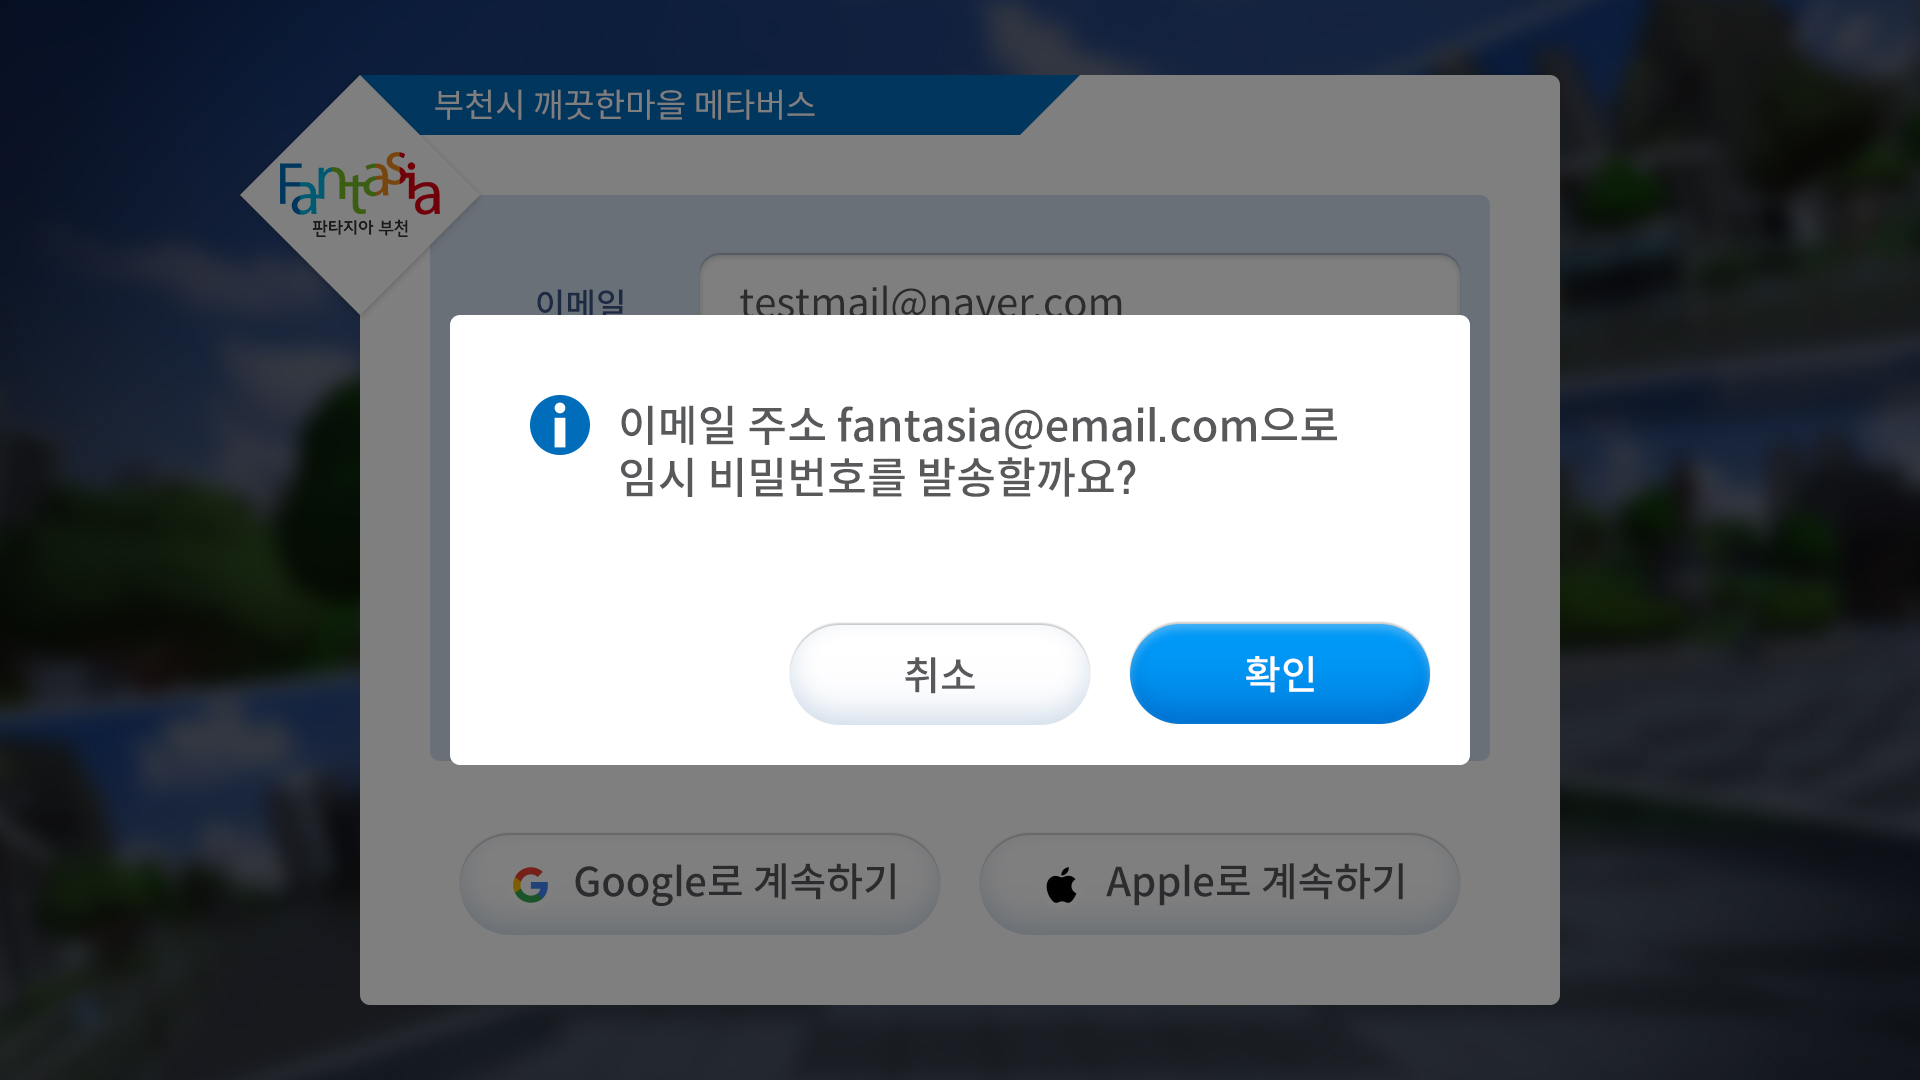 부천시 깨끗한마을 메타버스
Fantasia
판타지아 부천
이메일
testmail@naver.com
이메일 주소 fantasia@email.com으로
임시 비밀번호를 발송할까요?
취소
확인
Google로 계속하기
Apple로 계속하기